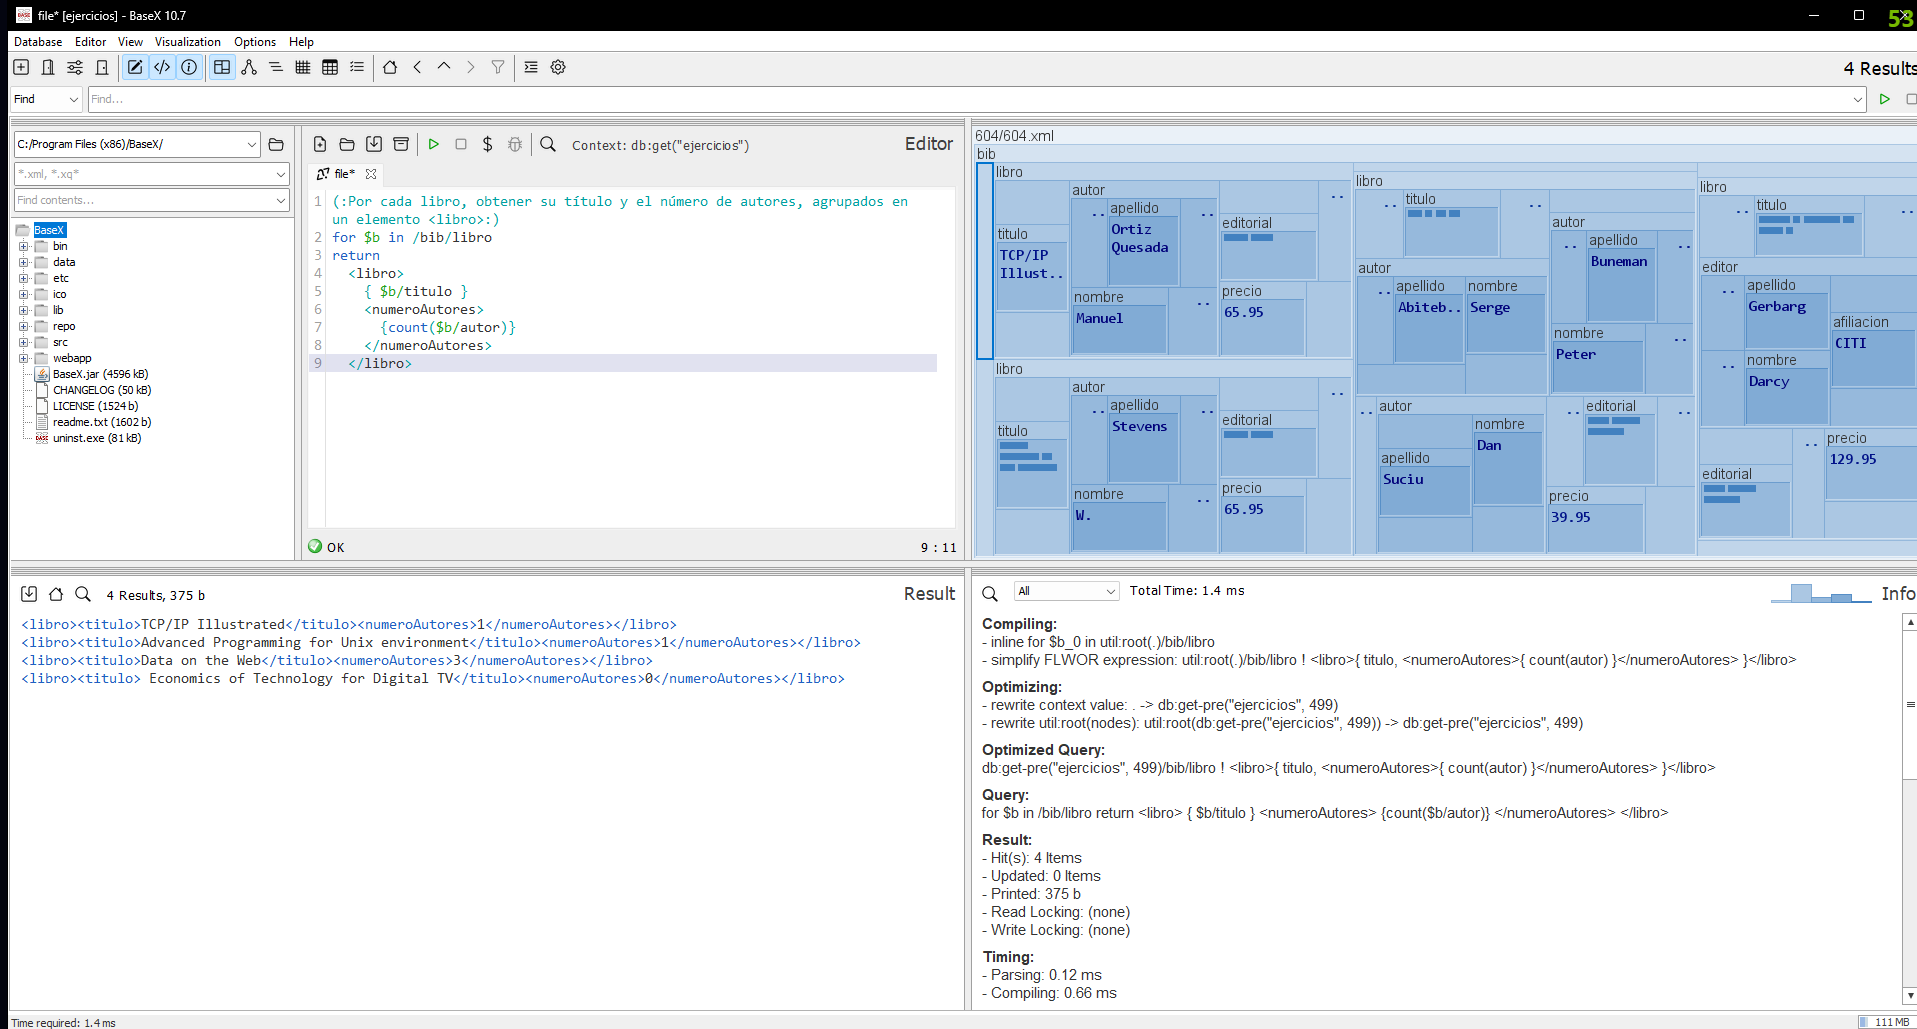 file* [ejercicios] - BaseX 10.7
53
Database Editor View Visualization Options Help
4 Results
Find
Find...
C:/Program Files (x86)/BaseX/
*.xml, *.xq*
Find contents...
BaseX
bin
data
etc
ico
lib
repo
src
webapp
BaseX.jar (4596 kB)
CHANGELOG (50 kB)
LICENSE (1524 b)
readme.txt (1602 b)
uninst.exe (81 kB)
Context: db:get("ejercicios")
Editor
file*
1 (:Por cada libro, obtener su título y el número de autores, agrupados en
un elemento <libro>:)
2 for $b in /bib/libro
3 return
4 <libro>
5 { $b/titulo }
6 <numeroAutores>
7 {count($b/autor)}
8 </numeroAutores>
9 </libro>
OK
9 : 11
604/604.xml
bib
libro
titulo
TCP/IP
Illust..
autor
..
apellido
Ortiz
Quesada
nombre
Manuel
..
editorial
..
precio
65.95
libro
titulo
autor
..
apellido
Stevens
..
nombre
W.
..
editorial
..
precio
65.95
libro
..
titulo
..
autor
..
apellido
Abiteb..
nombre
Serge
autor
..
apellido
Buneman
..
nombre
Peter
..
..
autor
apellido
Suciu
nombre
Dan
..
editorial
..
precio
39.95
libro
..
titulo
..
editor
..
apellido
Gerbarg
..
nombre
Darcy
afiliacion
CITI
editorial
..
precio
129.95
4 Results, 375 b
Result
<libro><titulo>TCP/IP Illustrated</titulo><numeroAutores>1</numeroAutores></libro>
<libro><titulo>Advanced Programming for Unix environment</titulo><numeroAutores>1</numeroAutores></libro>
<libro><titulo>Data on the Web</titulo><numeroAutores>3</numeroAutores></libro>
<libro><titulo> Economics of Technology for Digital TV</titulo><numeroAutores>0</numeroAutores></libro>
All
Total Time: 1.4 ms
Info
Compiling:
- inline for $b_0 in util:root(.)/bib/libro
- simplify FLWOR expression: util:root(.)/bib/libro ! <libro>{ titulo, <numeroAutores>{ count(autor) }</numeroAutores> }</libro>
Optimizing:
- rewrite context value: . -> db:get-pre("ejercicios", 499)
- rewrite util:root(nodes): util:root(db:get-pre("ejercicios", 499)) -> db:get-pre("ejercicios", 499)
Optimized Query:
db:get-pre("ejercicios", 499)/bib/libro ! <libro>{ titulo, <numeroAutores>{ count(autor) }</numeroAutores> }</libro>
Query:
for $b in /bib/libro return <libro> { $b/titulo } <numeroAutores> {count($b/autor)} </numeroAutores> </libro>
Result:
- Hit(s): 4 Items
- Updated: 0 Items
- Printed: 375 b
- Read Locking: (none)
- Write Locking: (none)
Timing:
- Parsing: 0.12 ms
- Compiling: 0.66 ms
Time required: 1.4 ms
111 MB